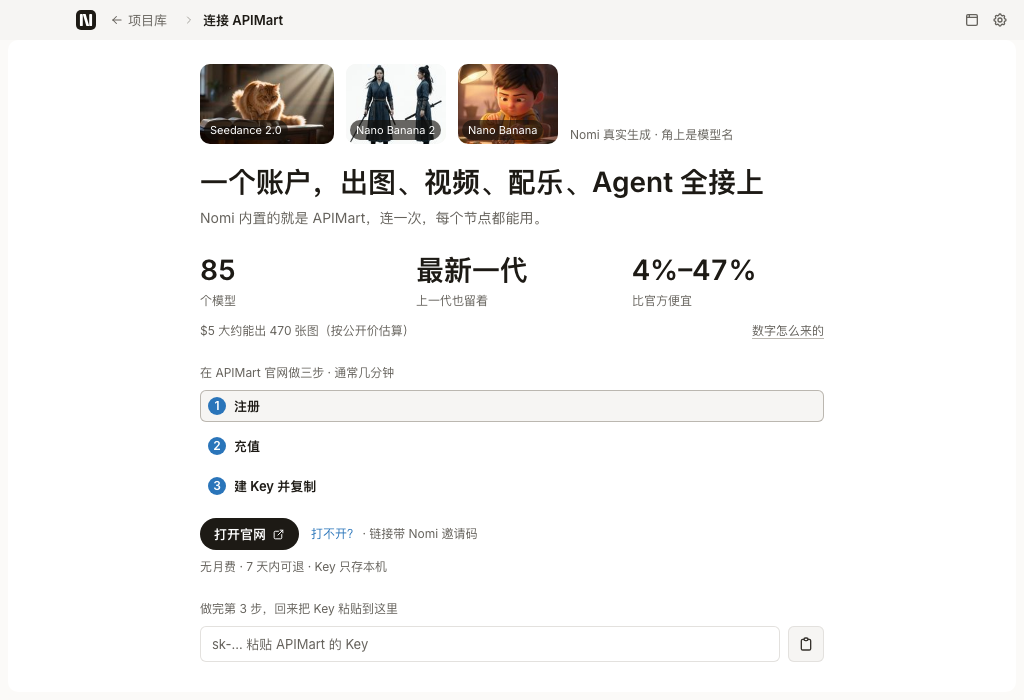 N
项目库
连接 APIMart
Seedance 2.0
Nano Banana 2
Nano Banana
Nomi 真实生成 · 角上是模型名
一个账户，出图、视频、配乐、Agent 全接上
Nomi 内置的就是 APIMart，连一次，每个节点都能用。
85
最新一代
4%–47%
个模型
上一代也留着
比官方便宜
$5 大约能出 470 张图（按公开价估算）
数字怎么来的
在 APIMart 官网做三步 · 通常几分钟
1 注册
2 充值
3 建 Key 并复制
打开官网
打不开？ · 链接带 Nomi 邀请码
无月费 · 7 天内可退 · Key 只存本机
做完第 3 步，回来把 Key 粘贴到这里
sk-... 粘贴 APIMart 的 Key